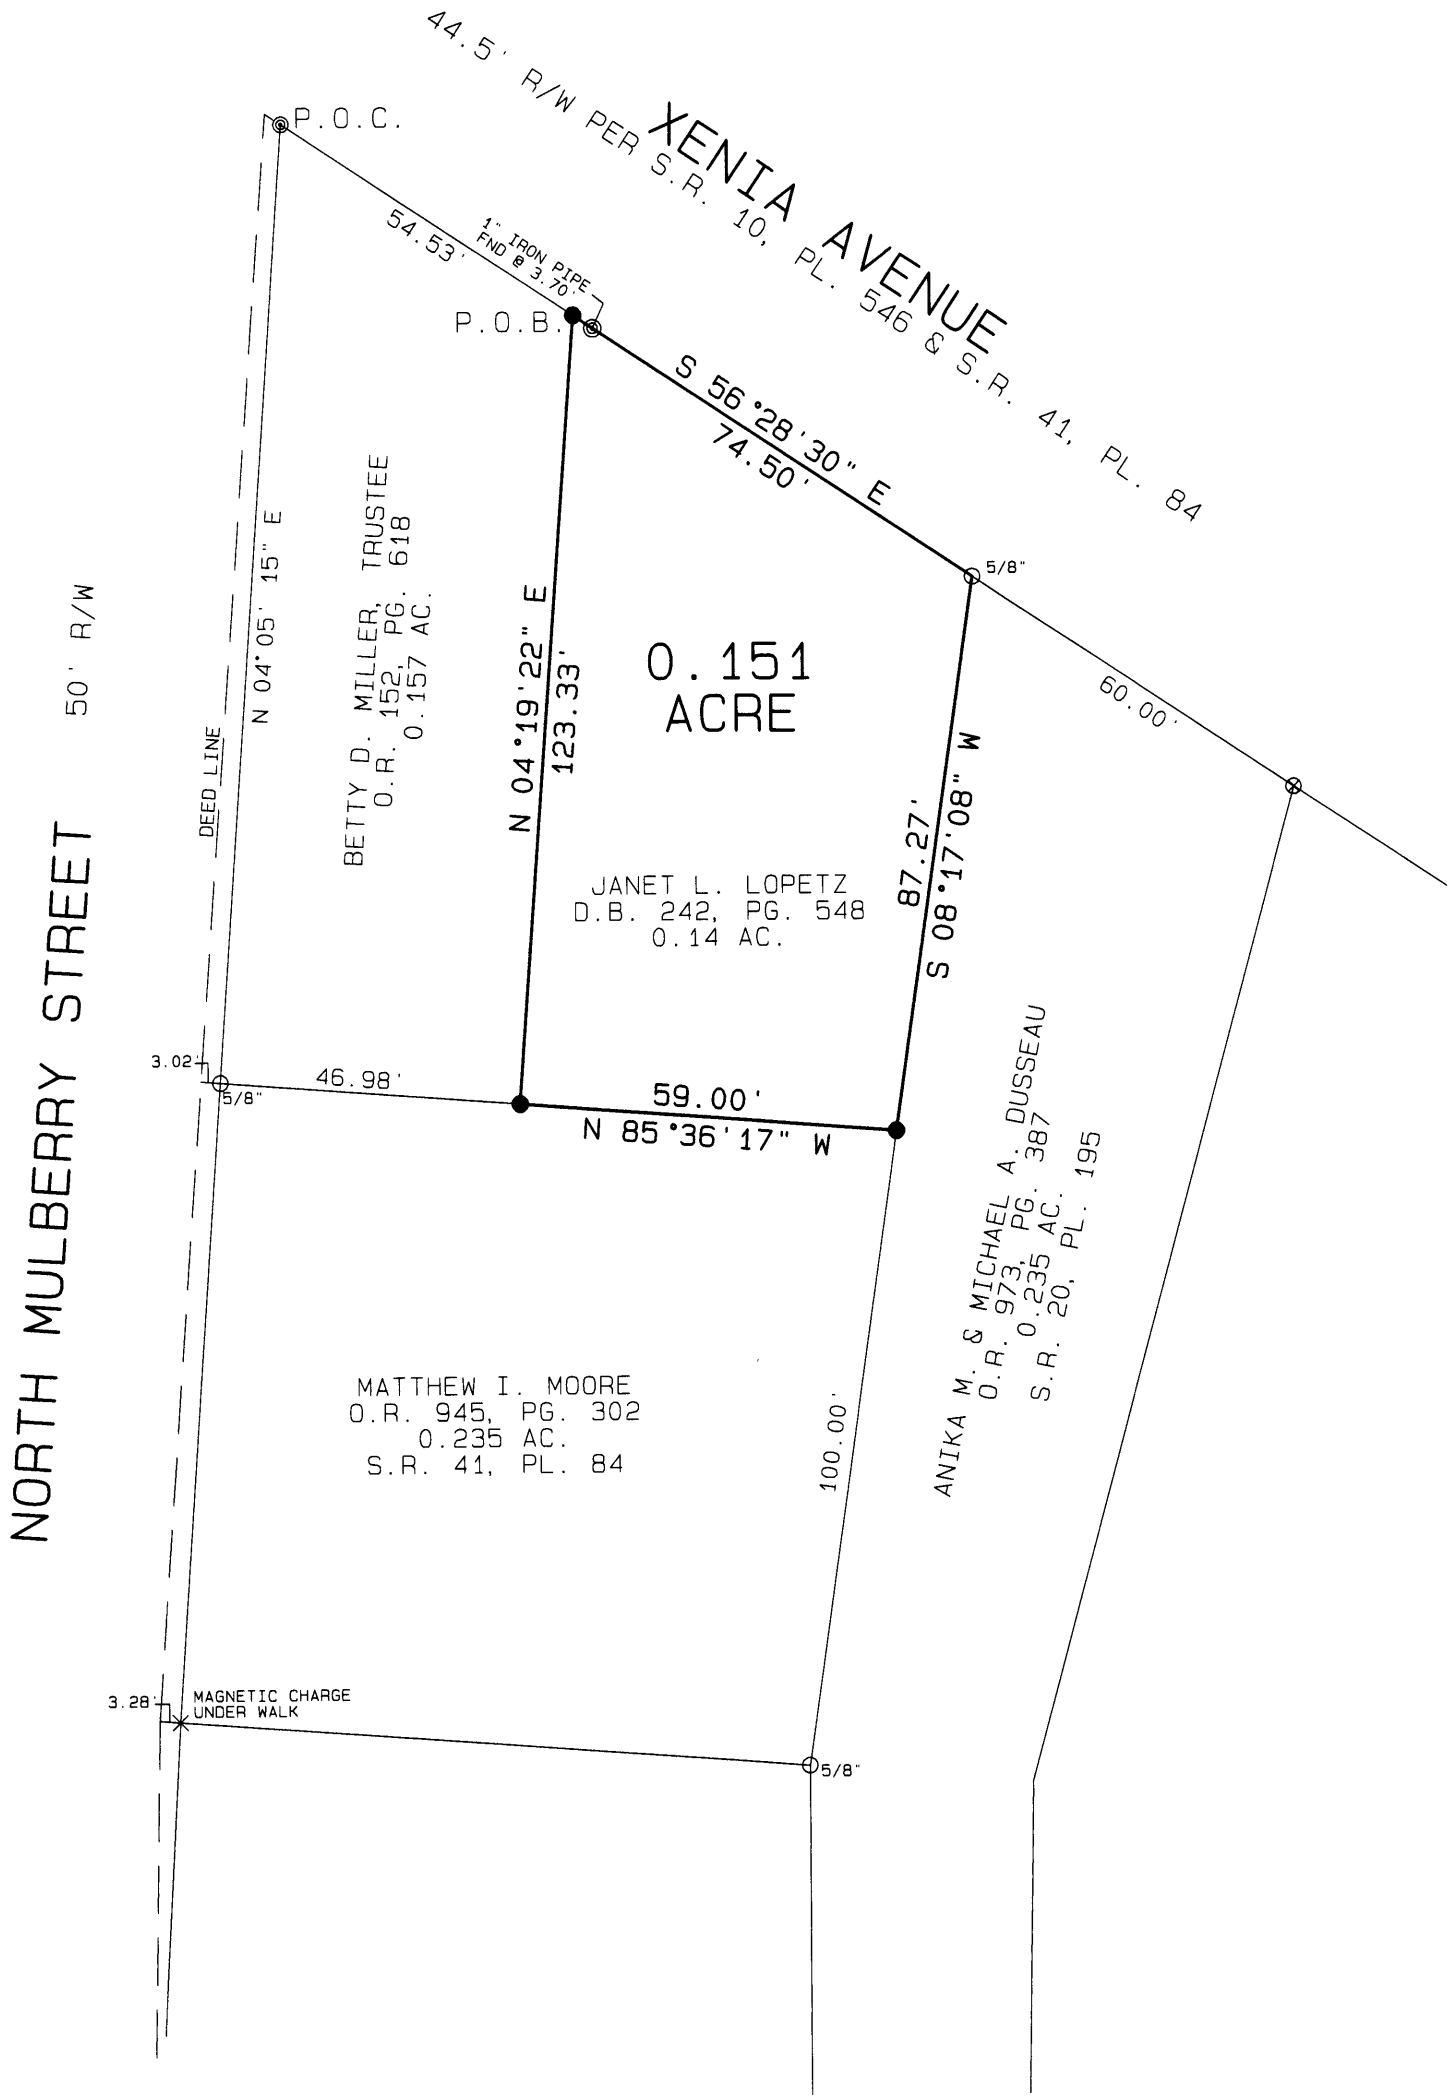 44.5' R/W PER S.R. 10, PL. 546 & S.R. 41, PL. 84
XENIA AVENUE
P.O.C.
54.53'
1" IRON PIPE
FND @ 3.70'
P.O.B.
S 56°28'30" E
74.50'
5/8"
60.00'
N 04°05'15" E
DEED LINE
BETTY D. MILLER, TRUSTEE
O.R. 152, PG. 618
0.157 AC.
N 04°19'22" E
123.33'
0.151
ACRE
87.27'
S 08°17'08" W
JANET L. LOPETZ
D.B. 242, PG. 548
0.14 AC.
50' R/W
NORTH MULBERRY STREET
3.02'
5/8"
46.98'
59.00'
N 85°36'17" W
ANIKA M. & MICHAEL A. DUSSEAU
O.R. 973, PG. 387
0.235 AC.
S.R. 20, PL. 195
MATTHEW I. MOORE
O.R. 945, PG. 302
0.235 AC.
S.R. 41, PL. 84
100.00'
3.28'
MAGNETIC CHARGE
UNDER WALK
5/8"